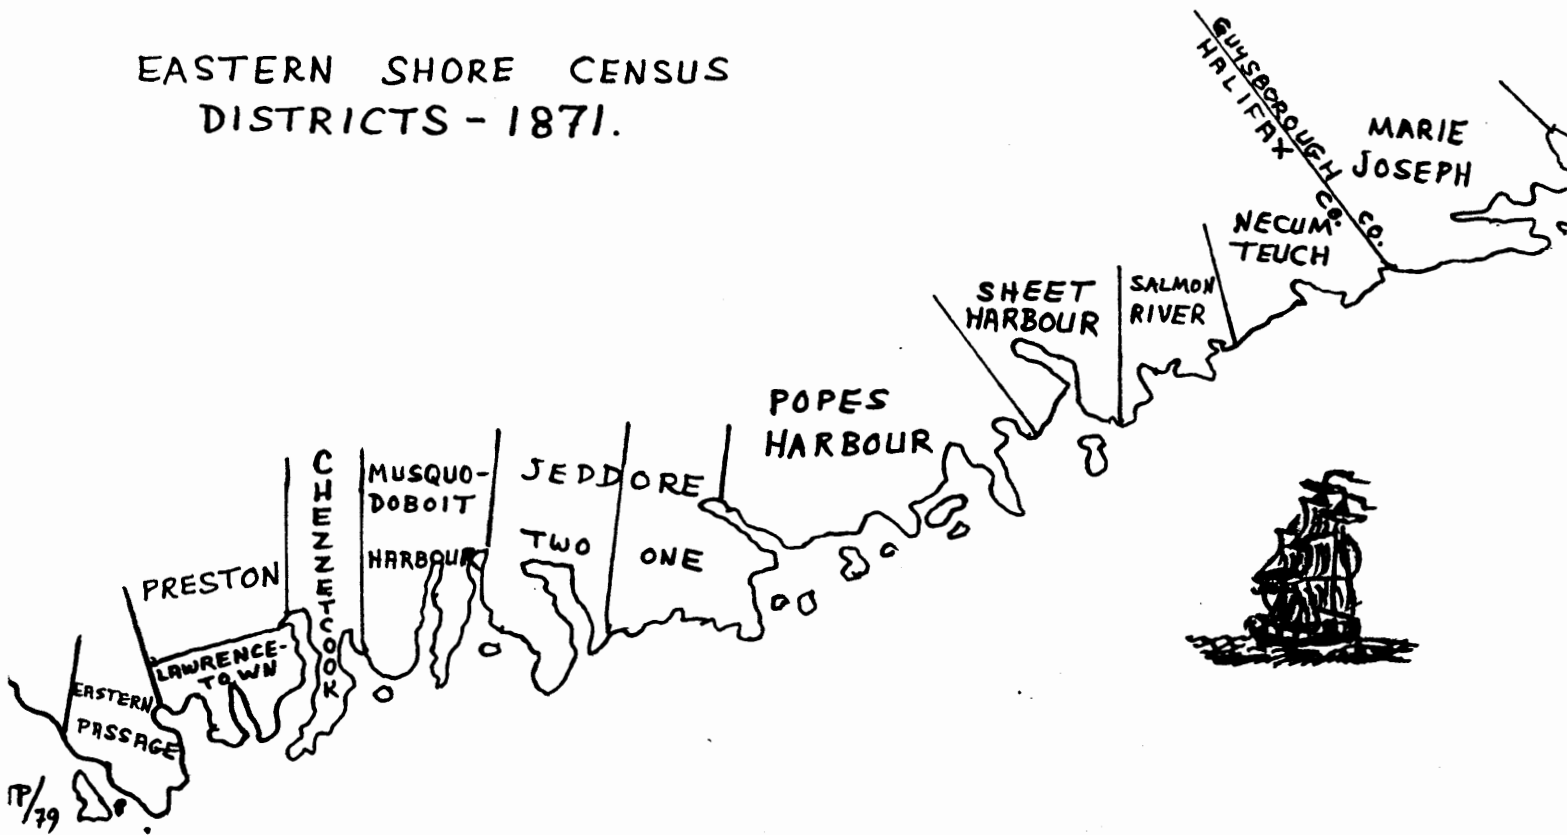 EASTERN SHORE CENSUS
DISTRICTS - 1871.
GUYSBOROUGH CO.
HALIFAX CO.
MARIE
JOSEPH
NECUM
TEUCH
SALMON
RIVER
SHEET
HARBOUR
POPES
HARBOUR
JEDDORE
ONE
TWO
MUSQUO-
DOBOIT
HARBOUR
CHEZZETCOOK
PRESTON
LAWRENCE-
TOWN
EASTERN
PASSAGE
/79